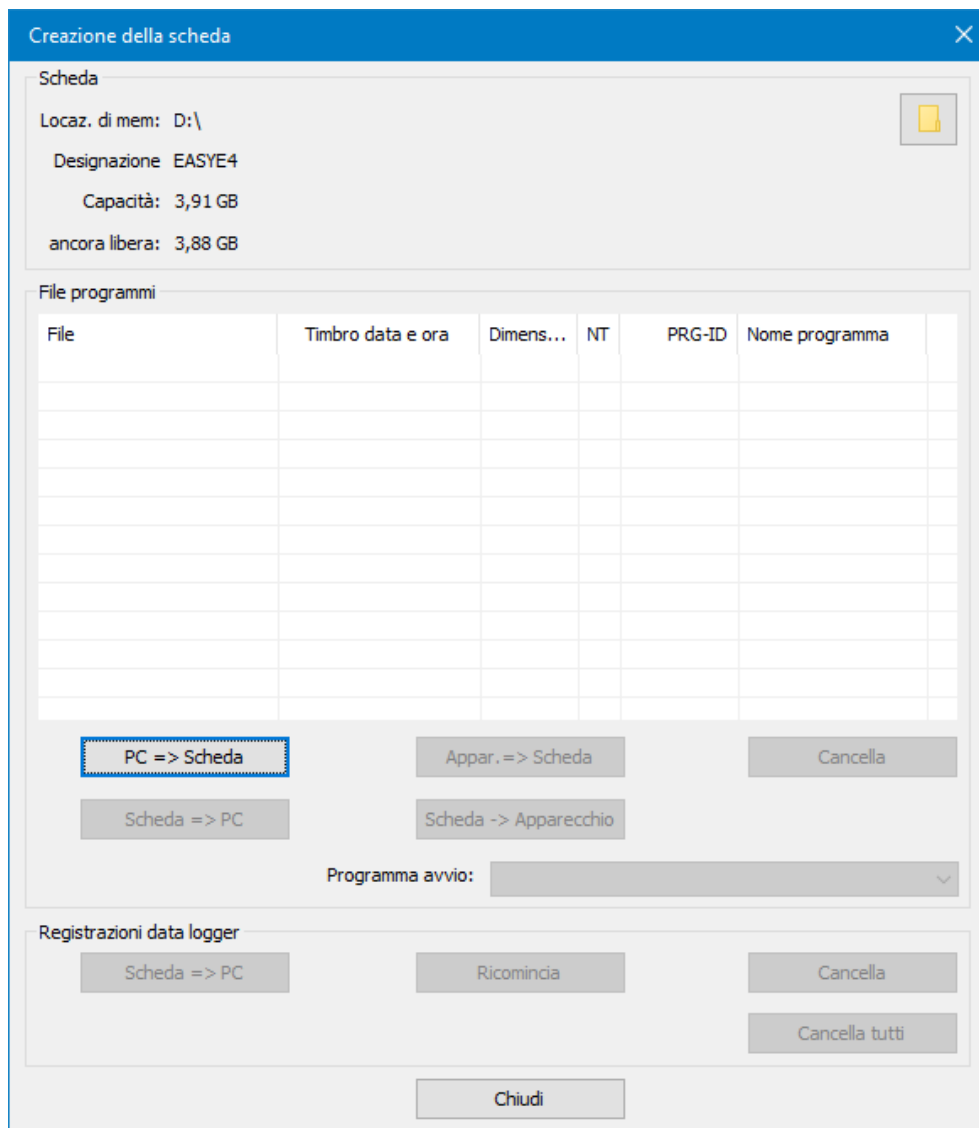 Creazione della scheda
Scheda
Locaz. di mem: D:\
Designazione EASYE4
Capacità: 3,91 GB
ancora libera: 3,88 GB
File programmi
File Timbro data e ora Dimens... NT PRG-ID Nome programma
PC => Scheda Appar.=> Scheda Cancella
Scheda => PC Scheda -> Apparecchio
Programma avvio:
Registrazioni data logger
Scheda => PC Ricomincia Cancella
Cancella tutti
Chiudi